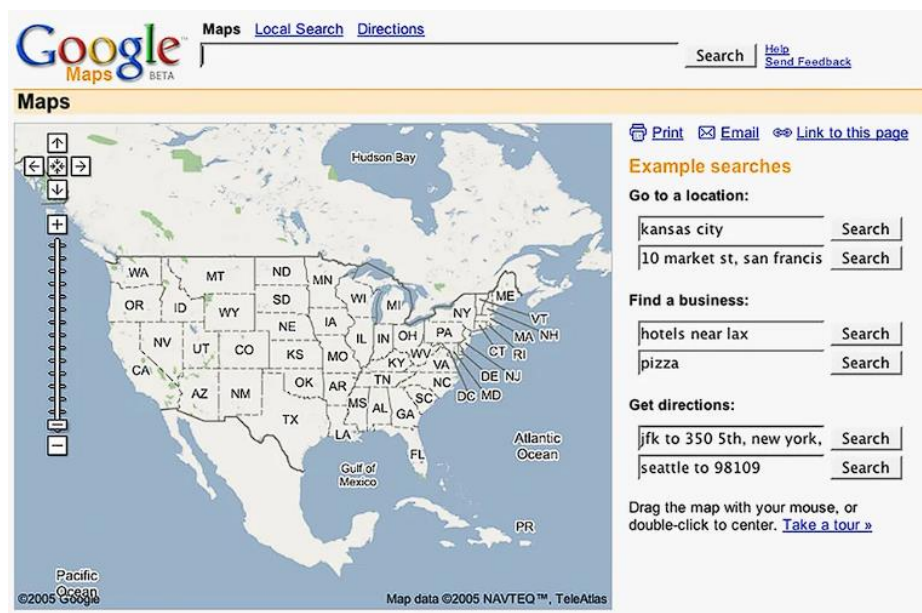 Google™
Maps BETA
Maps Local Search Directions
Search
Help
Send Feedback
Maps
Print Email Link to this page
Example searches
Go to a location:
kansas city Search
10 market st, san francis Search
Find a business:
hotels near lax Search
pizza Search
Get directions:
jfk to 350 5th, new york, Search
seattle to 98109 Search
Drag the map with your mouse, or
double-click to center. Take a tour »
Hudson Bay
WA MT ND MN ME
OR ID WY SD WI MI NY VT
NE IA PA MA NH
NV UT CO IL IN OH CT RI
CA KS MO KY WV VA DE NJ
AZ NM OK AR TN NC DC MD
TX MS AL GA SC
LA FL
Atlantic
Ocean
Gulf of
Mexico
PR
Pacific
Ocean
©2005 Google Map data ©2005 NAVTEQ™, TeleAtlas